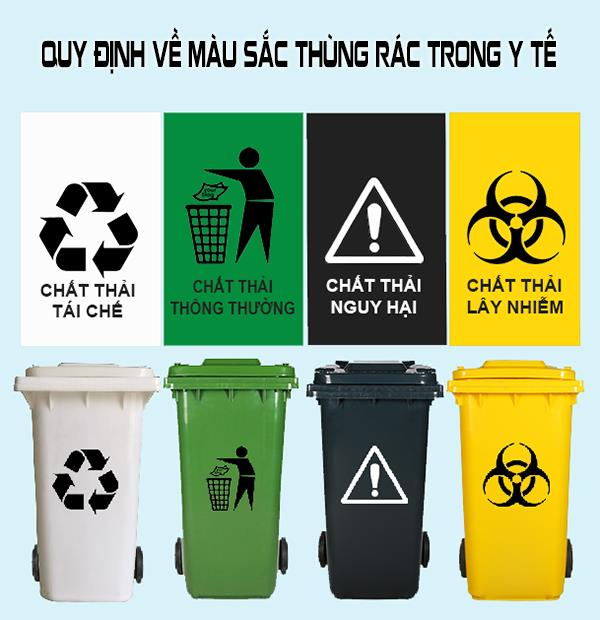 QUY ĐỊNH VỀ MÀU SẮC THÙNG RÁC TRONG Y TẾ
CHẤT THẢI
TÁI CHẾ
CHẤT THẢI
THÔNG THƯỜNG
CHẤT THẢI
NGUY HẠI
CHẤT THẢI
LÂY NHIỄM